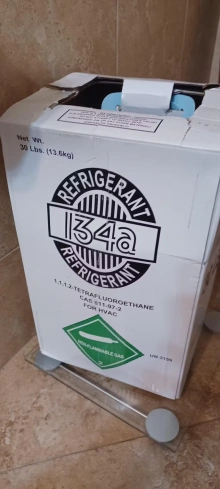 Net Wt.
30 Lbs. (13.6kg)
REFRIGERANT
134a
REFRIGERANT
1,1,1,2-TETRAFLUOROETHANE
CAS 811-97-2
FOR HVAC
NON-FLAMMABLE GAS
2
UN 3159